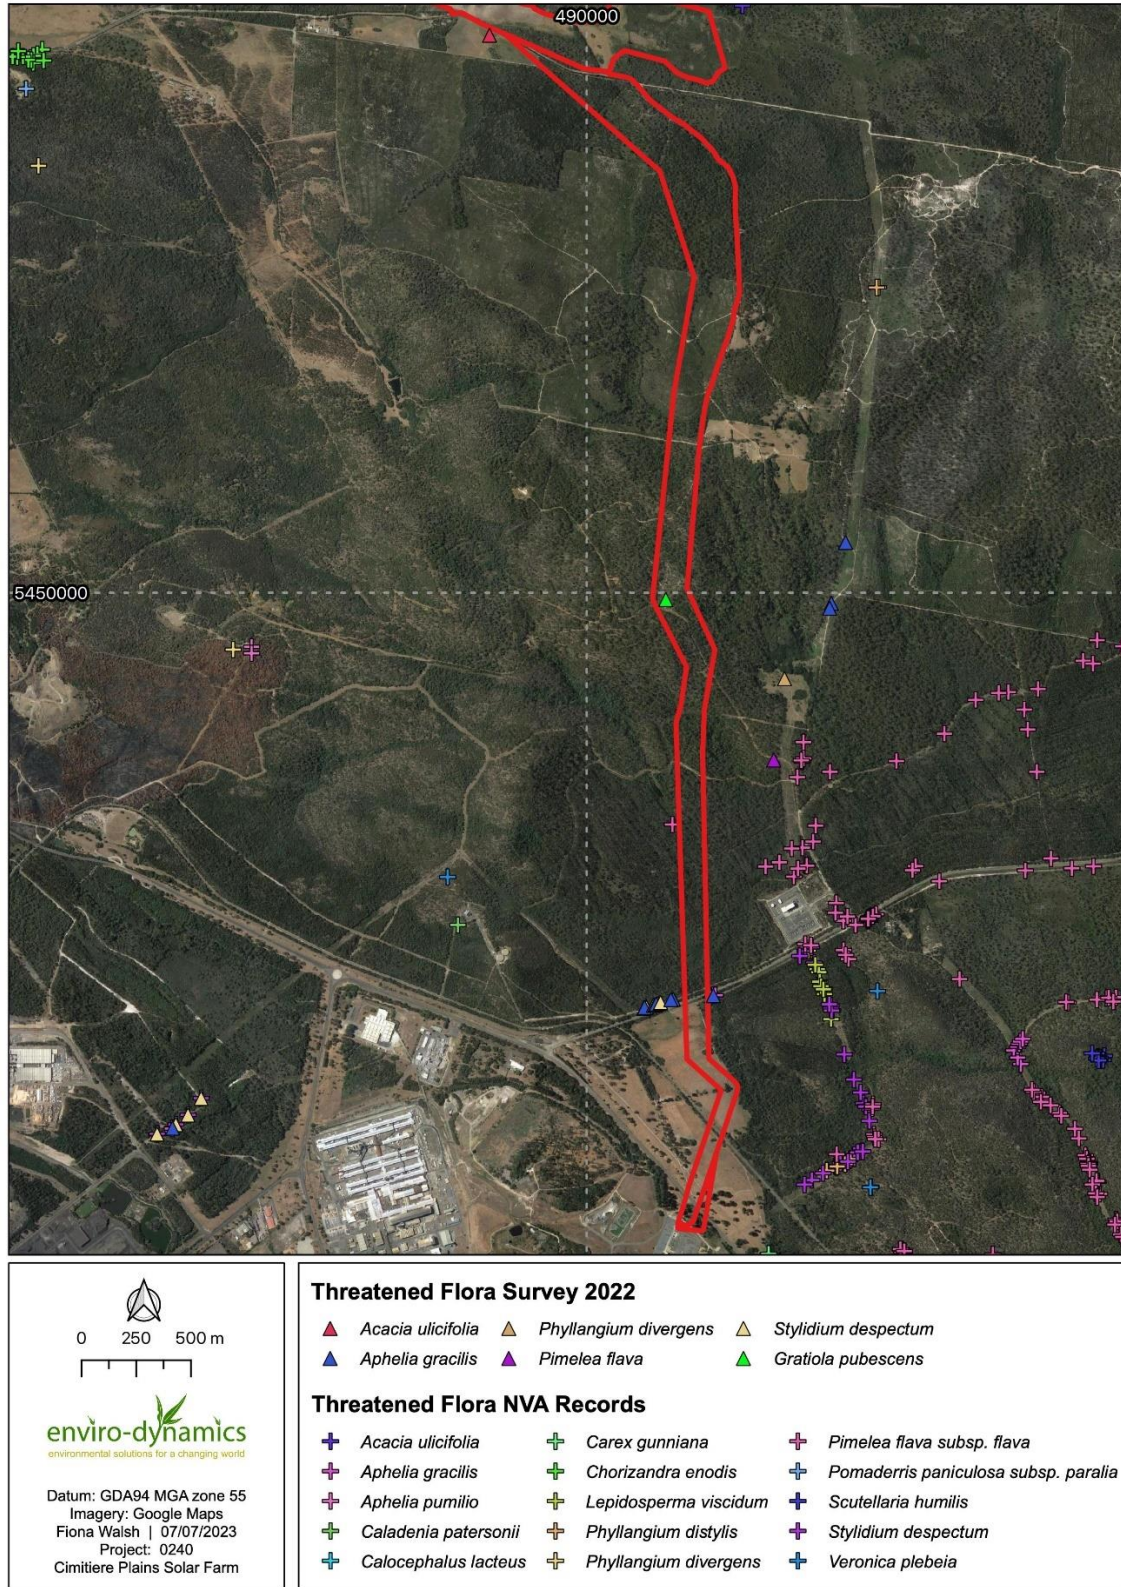 490000
5450000
0 250 500 m
enviro-dynamics
environmental solutions for a changing world
Datum: GDA94 MGA zone 55
Imagery: Google Maps
Fiona Walsh | 07/07/2023
Project: 0240
Cimitiere Plains Solar Farm
Threatened Flora Survey 2022
Acacia ulicifolia Phyllangium divergens Stylidium despectum
Aphelia gracilis Pimelea flava Gratiola pubescens
Threatened Flora NVA Records
Acacia ulicifolia Carex gunniana Pimelea flava subsp. flava
Aphelia gracilis Chorizandra enodis Pomaderris paniculosa subsp. paralia
Aphelia pumilio Lepidosperma viscidum Scutellaria humilis
Caladenia patersonii Phyllangium distylis Stylidium despectum
Calocephalus lacteus Phyllangium divergens Veronica plebeia